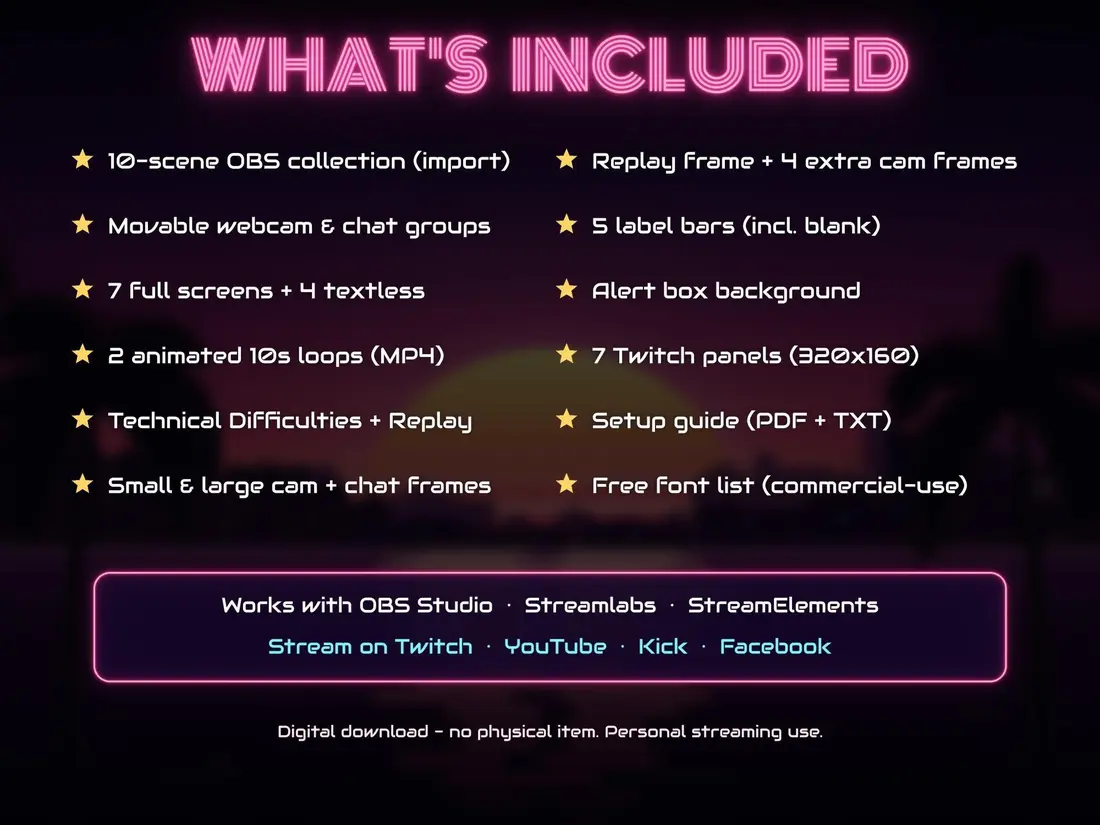 WHAT'S INCLUDED
★ 10-scene OBS collection (import)
★ Movable webcam & chat groups
★ 7 full screens + 4 textless
★ 2 animated 10s loops (MP4)
★ Technical Difficulties + Replay
★ Small & large cam + chat frames
★ Replay frame + 4 extra cam frames
★ 5 label bars (incl. blank)
★ Alert box background
★ 7 Twitch panels (320x160)
★ Setup guide (PDF + TXT)
★ Free font list (commercial-use)
Works with OBS Studio · Streamlabs · StreamElements
Stream on Twitch · YouTube · Kick · Facebook
Digital download - no physical item. Personal streaming use.